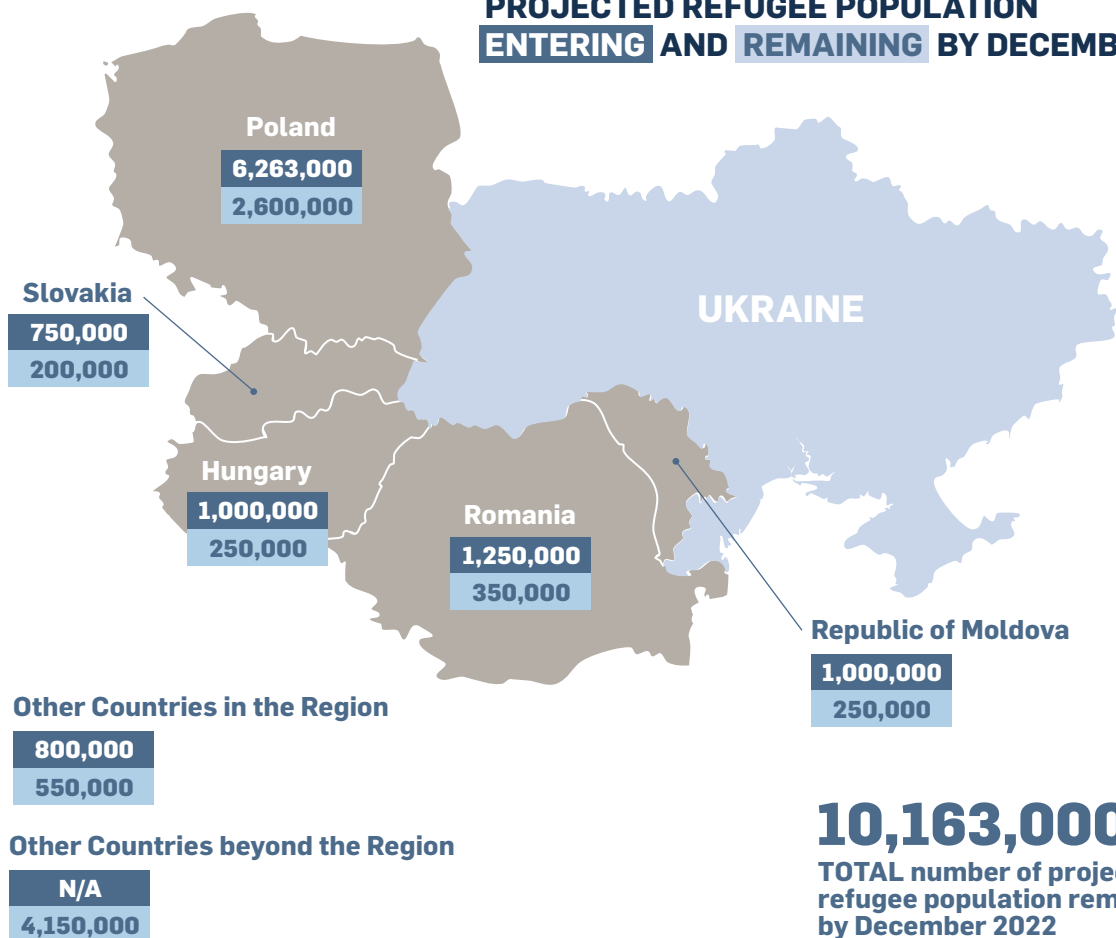 PROJECTED REFUGEE POPULATION
ENTERING AND REMAINING BY DECEMB
Poland
6,263,000
2,600,000
Slovakia
750,000
200,000
UKRAINE
Hungary
1,000,000
250,000
Romania
1,250,000
350,000
Republic of Moldova
1,000,000
250,000
Other Countries in the Region
800,000
550,000
Other Countries beyond the Region
N/A
4,150,000
10,163,000
TOTAL number of proje
refugee population rem
by December 2022